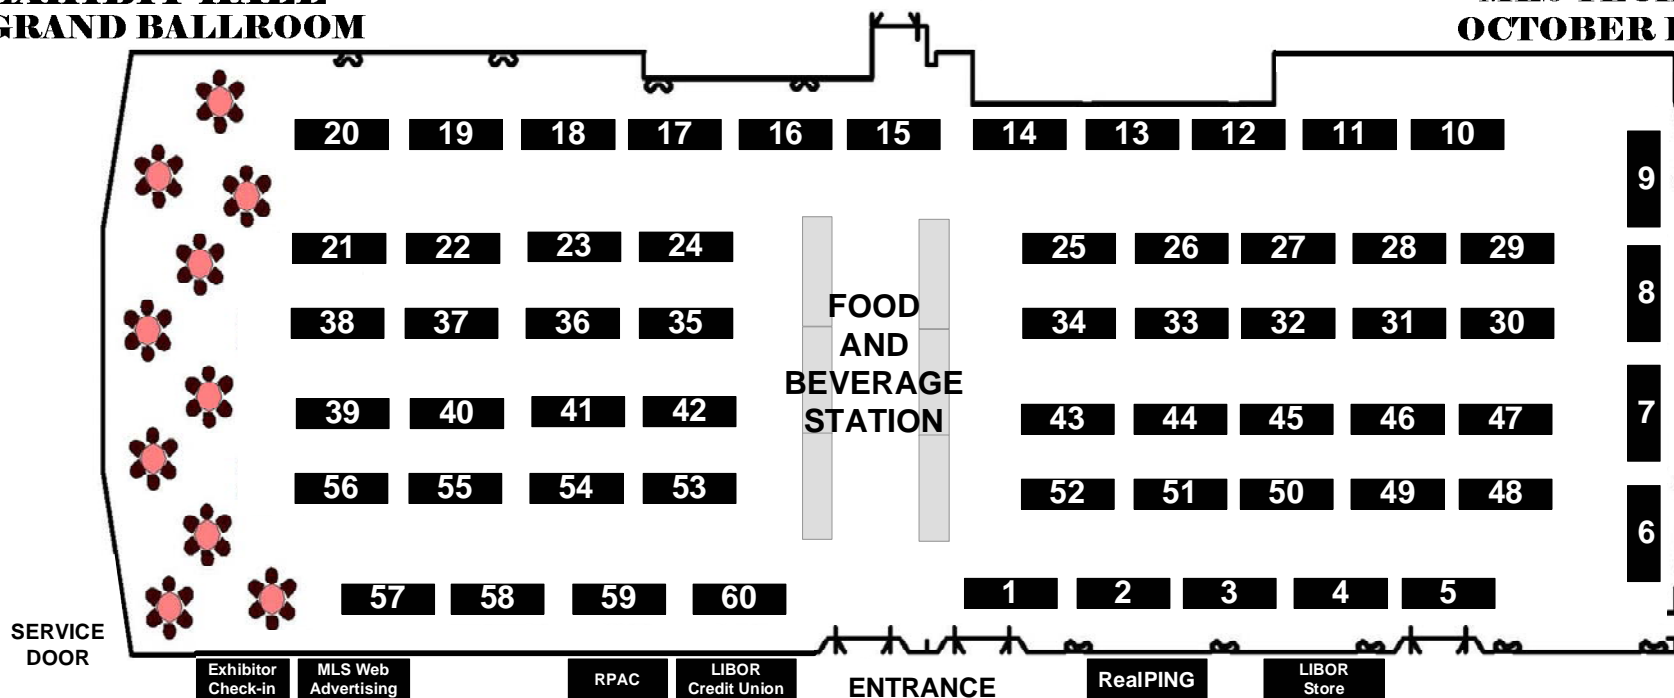 GRAND BALLROOM
OCTOBER
20 19 18 17 16 15 14 13 12 11 10
9
21 22 23 24 25 26 27 28 29
8
FOOD
AND
BEVERAGE
STATION
38 37 36 35 34 33 32 31 30
39 40 41 42 43 44 45 46 47
7
56 55 54 53 52 51 50 49 48
6
57 58 59 60 1 2 3 4 5
SERVICE
DOOR
Exhibitor
Check-in
MLS Web
Advertising
RPAC
LIBOR
Credit Union
ENTRANCE
RealPING
LIBOR
Store